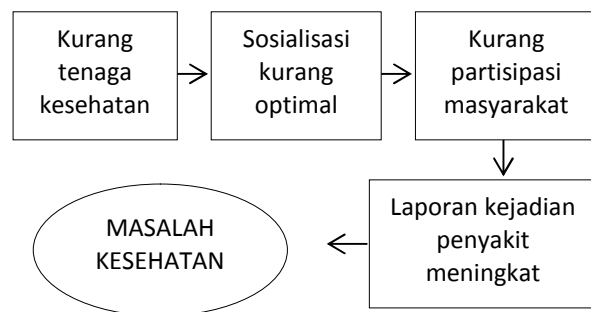 Kurang
tenaga
kesehatan
Sosialisasi
kurang
optimal
Kurang
partisipasi
masyarakat
Laporan kejadian
penyakit
meningkat
MASALAH
KESEHATAN